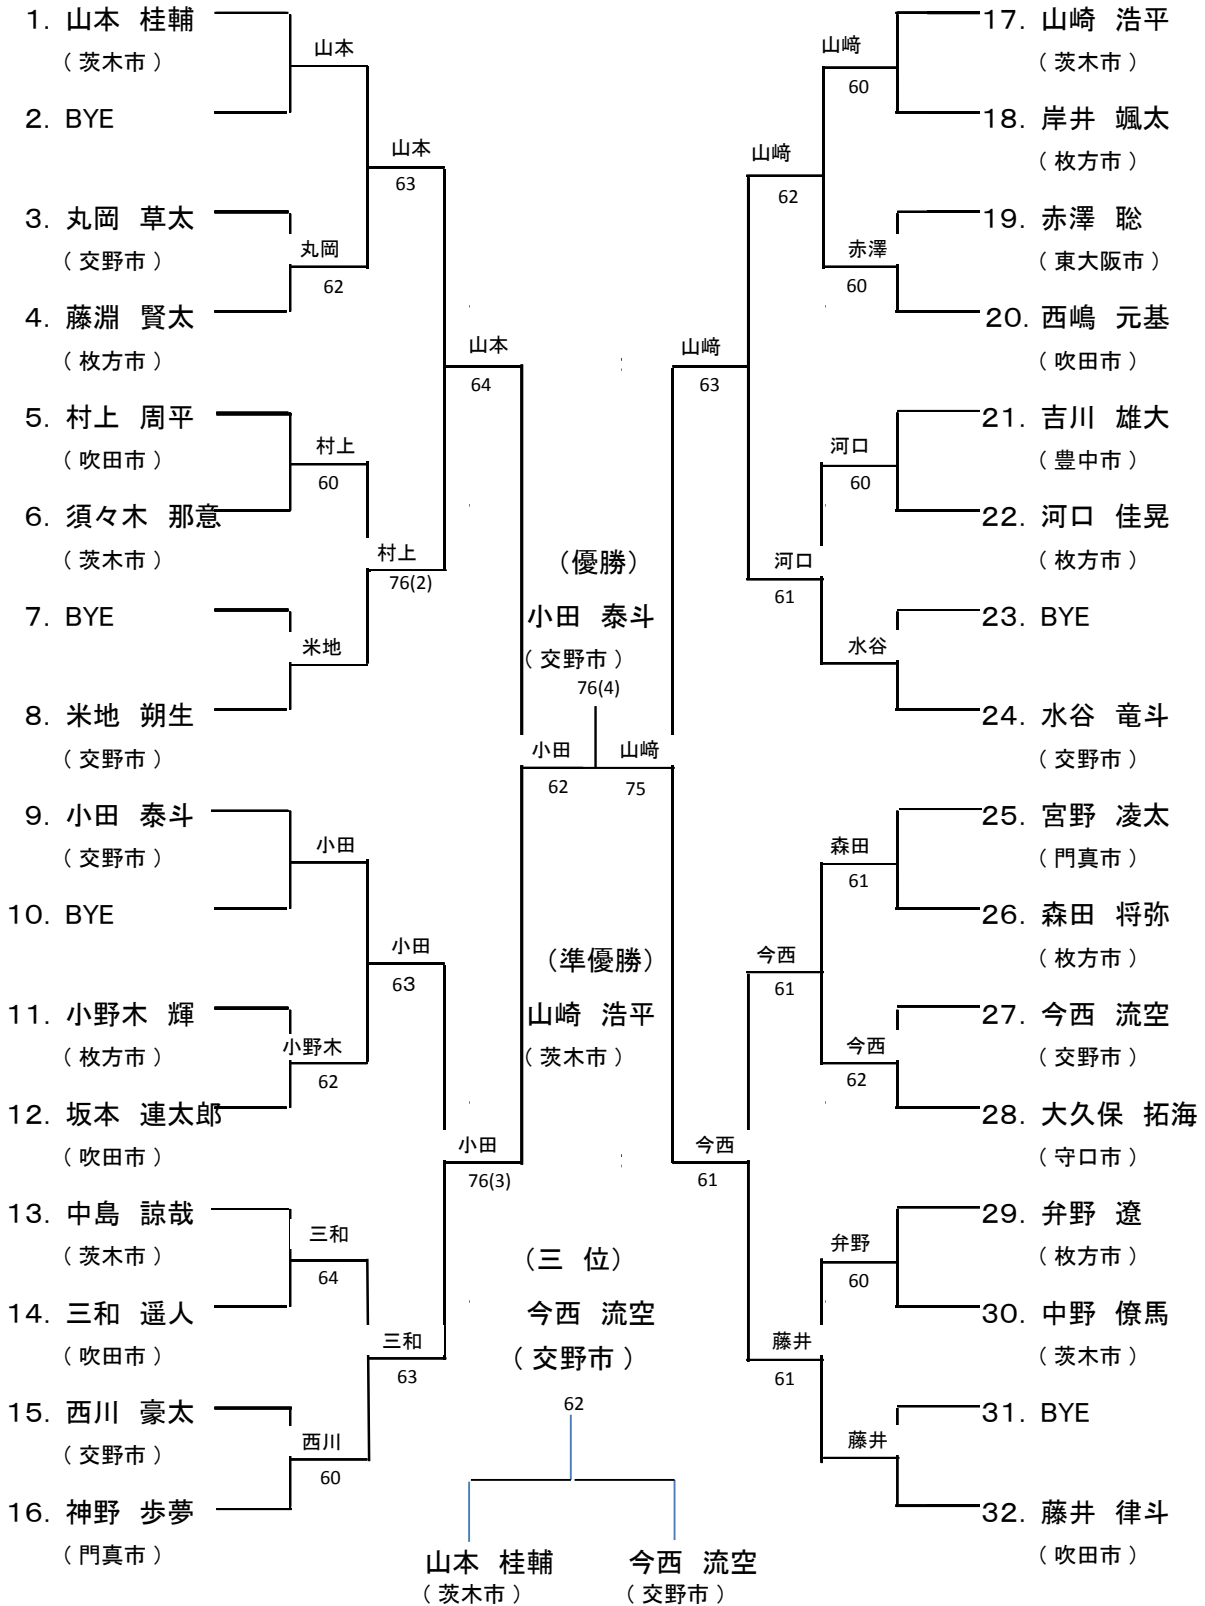 1. 山本 桂輔
（ 茨木市 ）
2. BYE
3. 丸岡 草太
（ 交野市 ）
4. 藤淵 賢太
（ 枚方市 ）
5. 村上 周平
（ 吹田市 ）
6. 須々木 那意
（ 茨木市 ）
7. BYE
8. 米地 朔生
（ 交野市 ）
9. 小田 泰斗
（ 交野市 ）
10. BYE
11. 小野木 輝
（ 枚方市 ）
12. 坂本 連太郎
（ 吹田市 ）
13. 中島 諒哉
（ 茨木市 ）
14. 三和 遥人
（ 吹田市 ）
15. 西川 豪太
（ 交野市 ）
16. 神野 歩夢
（ 門真市 ）
山本
丸岡
62
村上
60
米地
小田
小野木
62
三和
64
西川
60
山本
63
村上
76(2)
小田
63
三和
63
山本
64
小田
76(3)
（優勝）
小田 泰斗
（ 交野市 ）
76(4)
小田
62
山﨑
75
（準優勝）
山崎 浩平
（ 茨木市 ）
（三 位）
今西 流空
（ 交野市 ）
62
山本 桂輔
（ 茨木市 ）
今西 流空
（ 交野市 ）
山﨑
63
今西
61
山﨑
62
河口
61
今西
61
藤井
61
山﨑
60
赤澤
60
河口
60
水谷
森田
61
今西
62
弁野
60
藤井
17. 山崎 浩平
（ 茨木市 ）
18. 岸井 颯太
（ 枚方市 ）
19. 赤澤 聡
（ 東大阪市 ）
20. 西嶋 元基
（ 吹田市 ）
21. 吉川 雄大
（ 豊中市 ）
22. 河口 佳晃
（ 枚方市 ）
23. BYE
24. 水谷 竜斗
（ 交野市 ）
25. 宮野 凌太
（ 門真市 ）
26. 森田 将弥
（ 枚方市 ）
27. 今西 流空
（ 交野市 ）
28. 大久保 拓海
（ 守口市 ）
29. 弁野 遼
（ 枚方市 ）
30. 中野 僚馬
（ 茨木市 ）
31. BYE
32. 藤井 律斗
（ 吹田市 ）